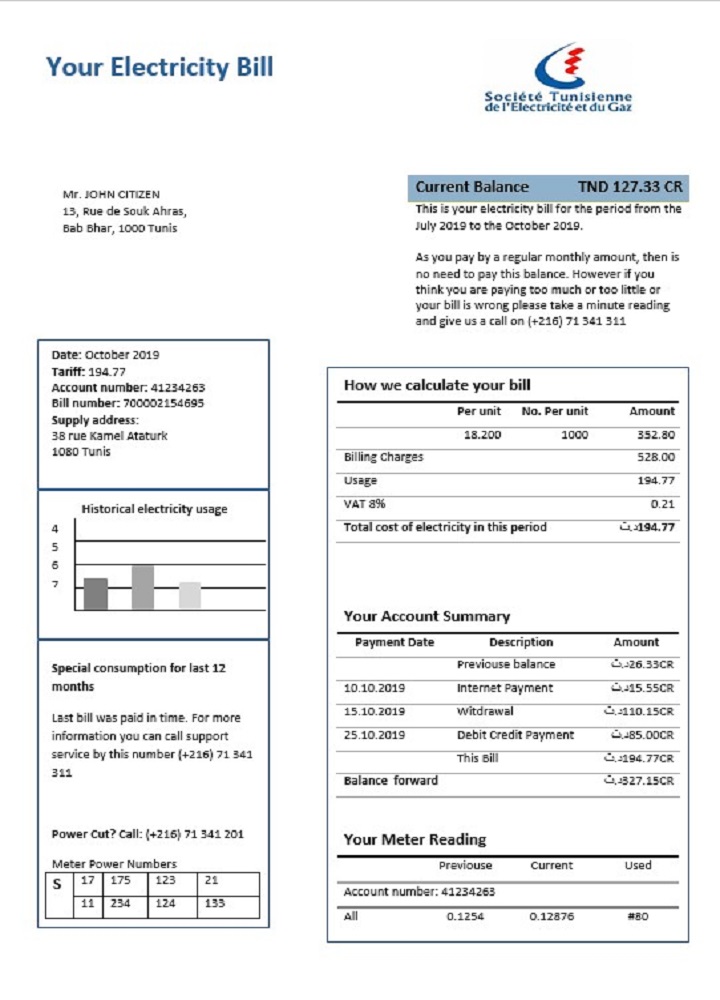 Your Electricity Bill
Société Tunisienne
de l'Electricité et du Gaz
Mr. JOHN CITIZEN
13, Rue de Souk Ahras,
Bab Bhar, 1000 Tunis
Current Balance TND 127.33 CR
This is your electricity bill for the period from the
July 2019 to the October 2019.
As you pay by a regular monthly amount, then is
no need to pay this balance. However if you
think you are paying too much or too little or
your bill is wrong please take a minute reading
and give us a call on (+216) 71 341 311
Date: October 2019
Tariff: 194.77
Account number: 41234263
Bill number: 700002154695
Supply address:
38 rue Kamel Ataturk
1080 Tunis
Historical electricity usage
4
5
6
7
Special consumption for last 12
months
Last bill was paid in time. For more
information you can call support
service by this number (+216) 71 341
311
Power Cut? Call: (+216) 71 341 201
Meter Power Numbers
S 17 175 123 21
11 234 124 133
How we calculate your bill
Per unit No. Per unit Amount
18.200 1000 352.80
Billing Charges 528.00
Usage 194.77
VAT 8% 0.21
Total cost of electricity in this period د.ت194.77
Your Account Summary
Payment Date Description Amount
Previouse balance د.ت26.33CR
10.10.2019 Internet Payment د.ت15.55CR
15.10.2019 Witdrawal د.ت110.15CR
25.10.2019 Debit Credit Payment د.ت85.00CR
This Bill د.ت194.77CR
Balance forward د.ت327.15CR
Your Meter Reading
Previouse Current Used
Account number: 41234263
All 0.1254 0.12876 #80